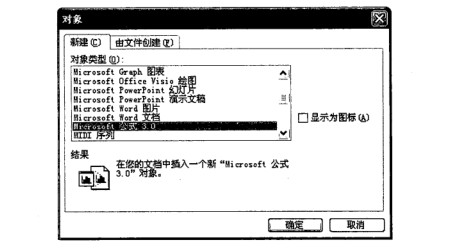 对象
新建(C) 由文件创建(F)
对象类型(O):
Microsoft Graph 图表
Microsoft Office Visio 绘图
Microsoft PowerPoint 幻灯片
Microsoft PowerPoint 演示文稿
Microsoft Word 图片
Microsoft Word 文档
Microsoft 公式 3.0
MIDI 序列
显示为图标(A)
结果
在您的文档中插入一个新“Microsoft 公式
3.0”对象。
确定 取消